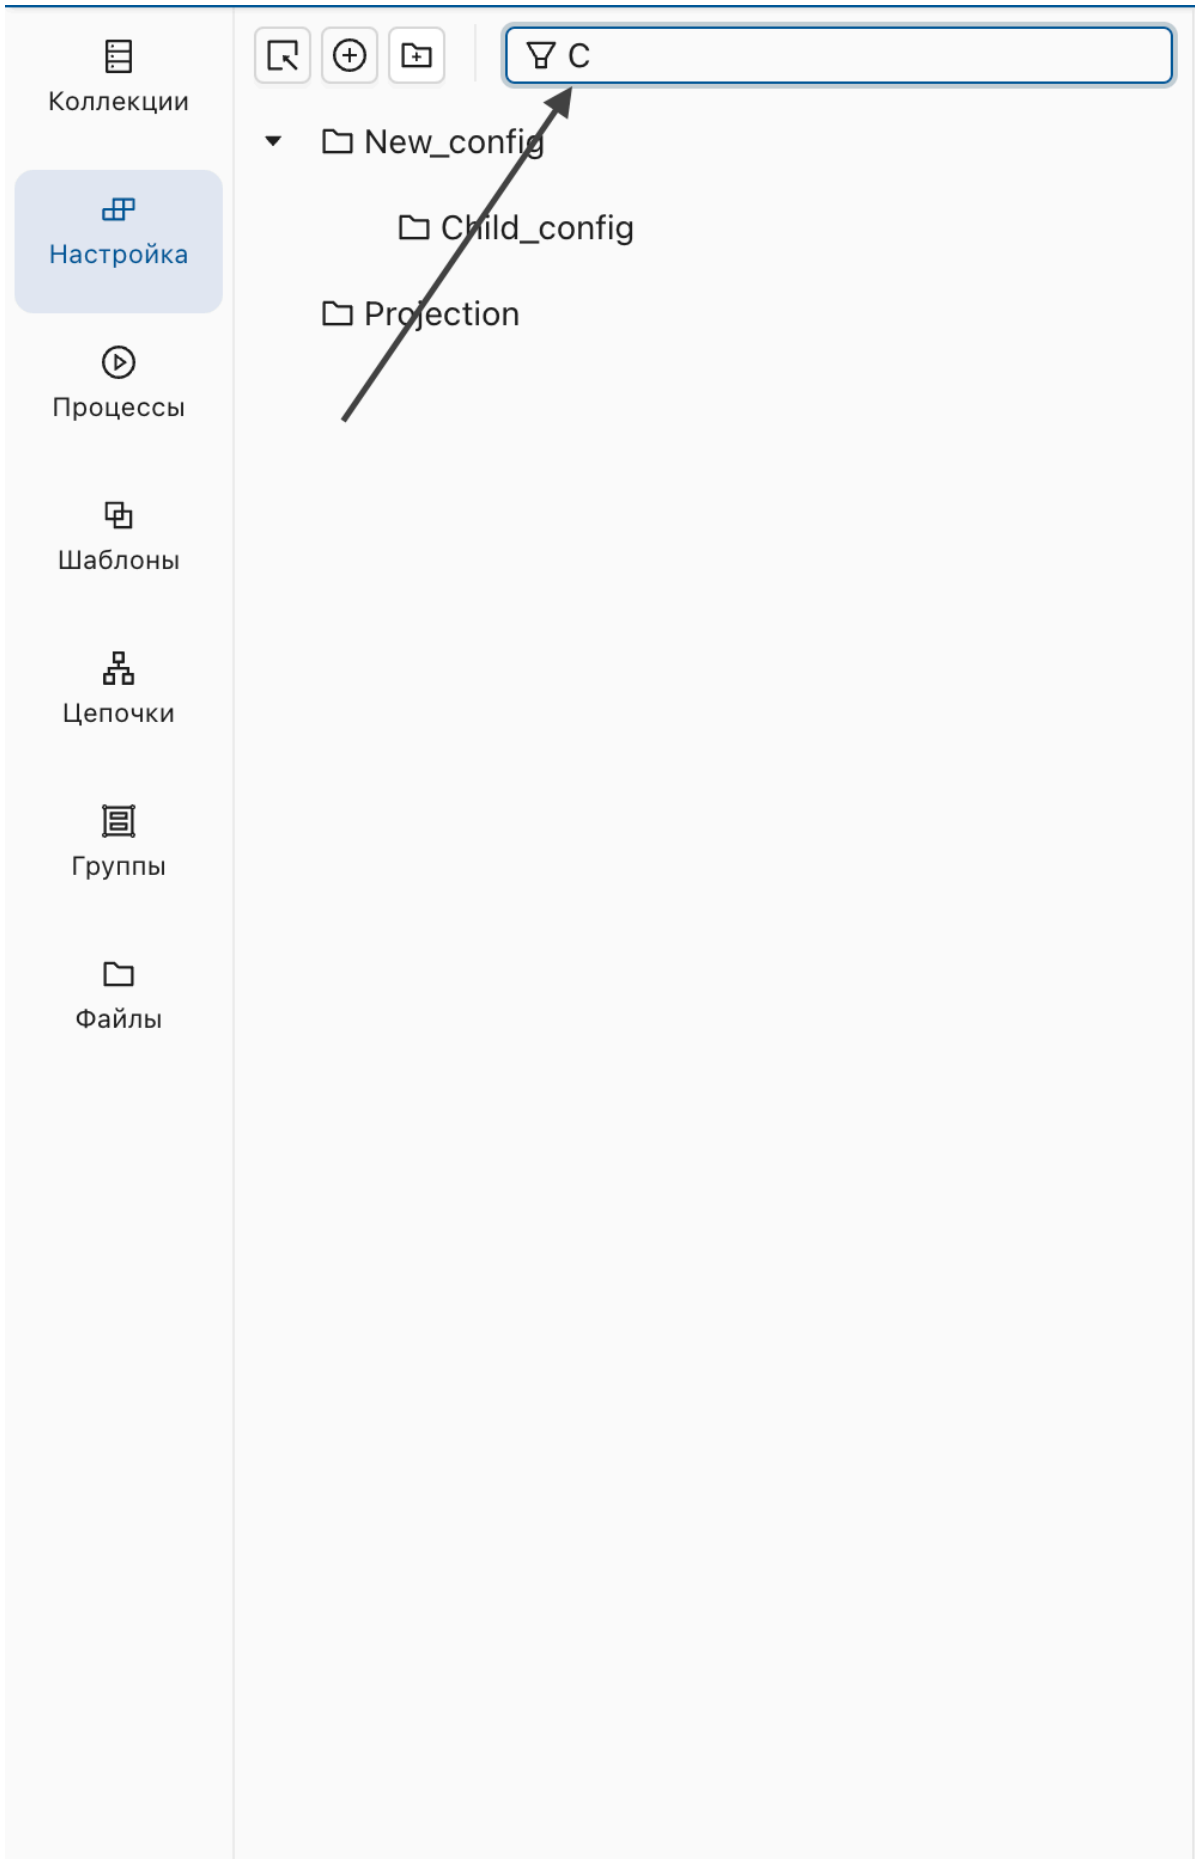 Коллекции
Настройка
Процессы
Шаблоны
Цепочки
Группы
Файлы
C
New_config
Child_config
Projection